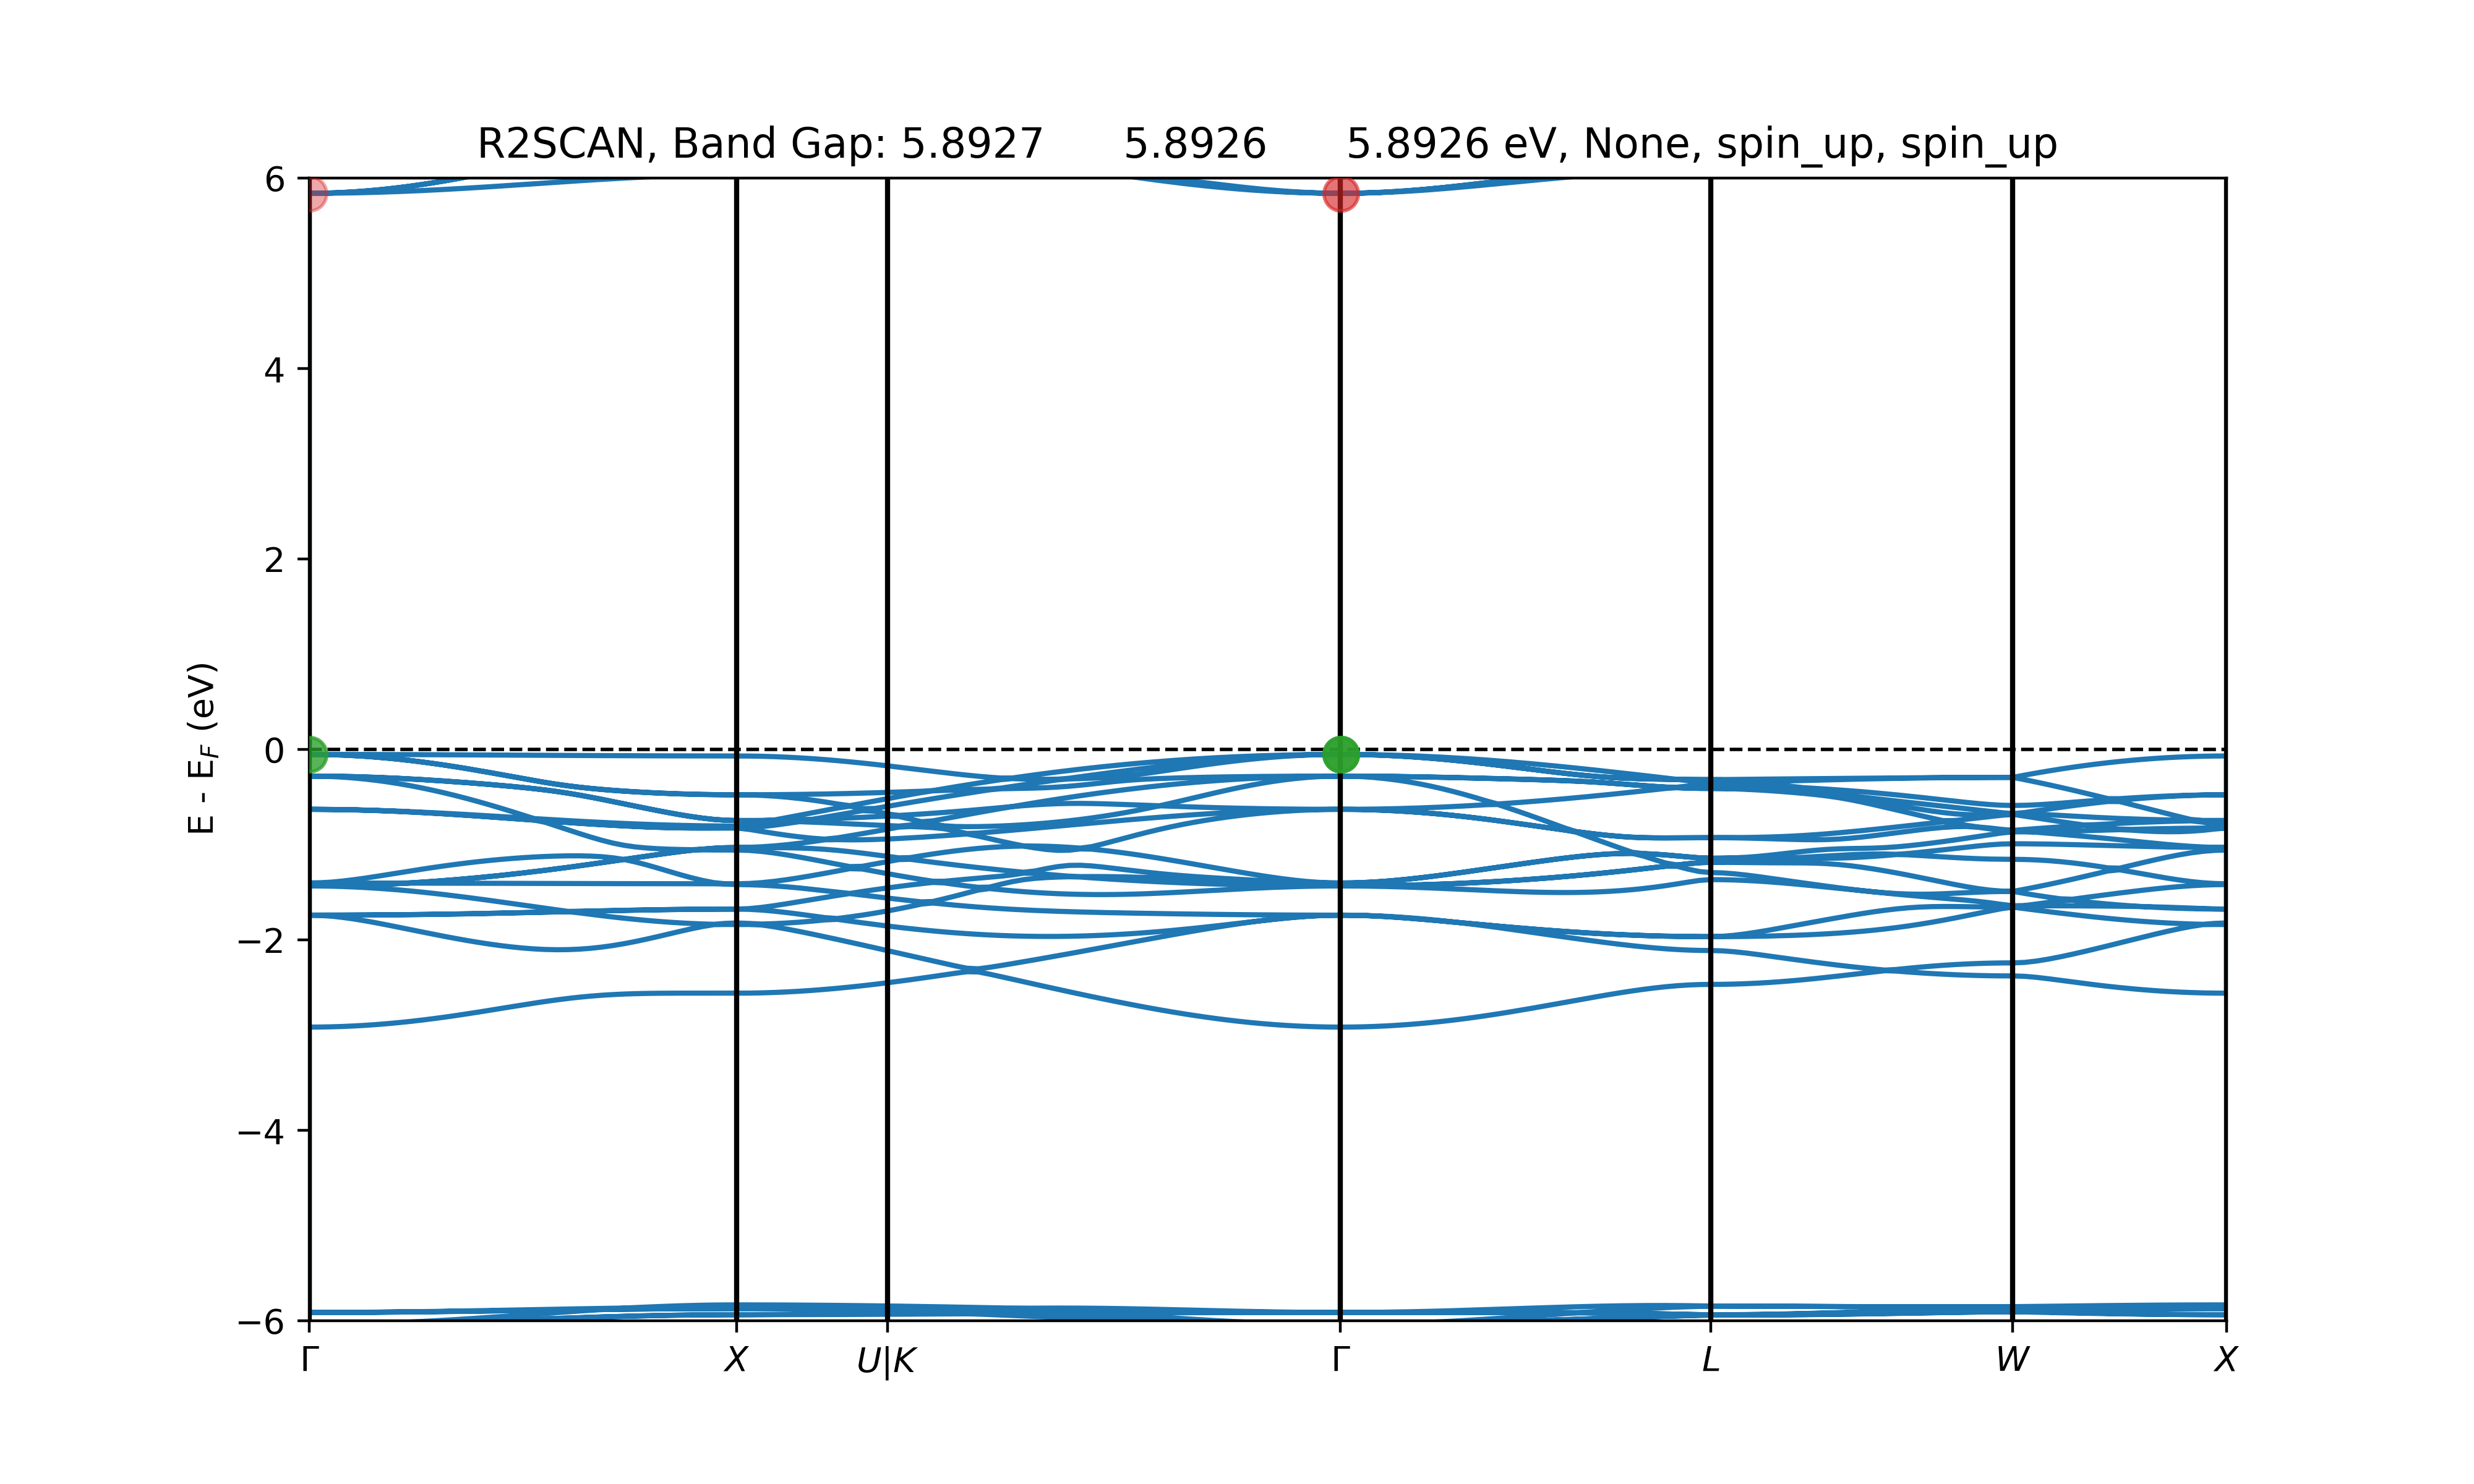 R2SCAN, Band Gap: 5.8927 5.8926 5.8926 eV, None, spin_up, spin_up
6
4
2
0
−2
−4
−6
E - E_F (eV)
Γ X U|K Γ L W X